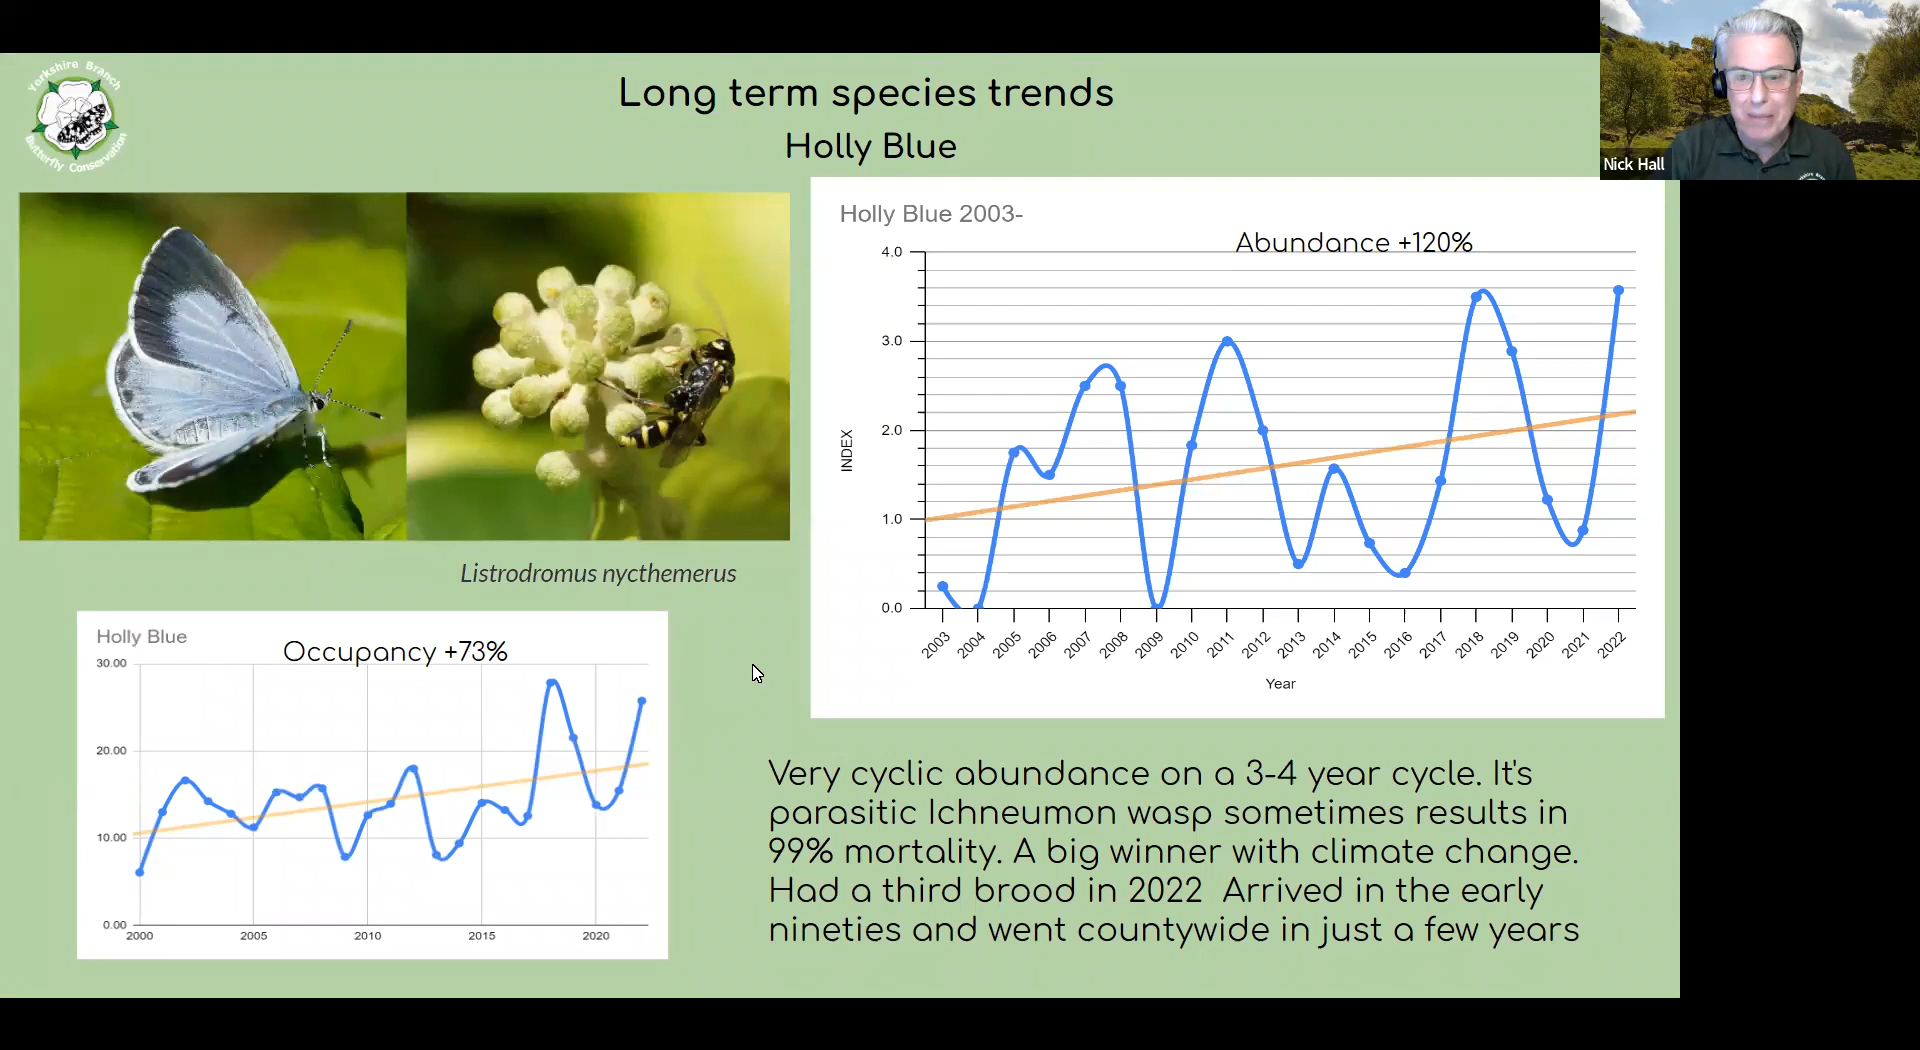 Yorkshire Branch
Butterfly Conservation
Long term species trends
Holly Blue
Nick Hall
Listrodromus nycthemerus
Holly Blue 2003-
Abundance +120%
4.0
3.0
2.0
1.0
0.0
INDEX
2003 2004 2005 2006 2007 2008 2009 2010 2011 2012 2013 2014 2015 2016 2017 2018 2019 2020 2021 2022
Year
Holly Blue
Occupancy +73%
30.00
20.00
10.00
0.00
2000 2005 2010 2015 2020
Very cyclic abundance on a 3-4 year cycle. It's
parasitic Ichneumon wasp sometimes results in
99% mortality. A big winner with climate change.
Had a third brood in 2022 Arrived in the early
nineties and went countywide in just a few years